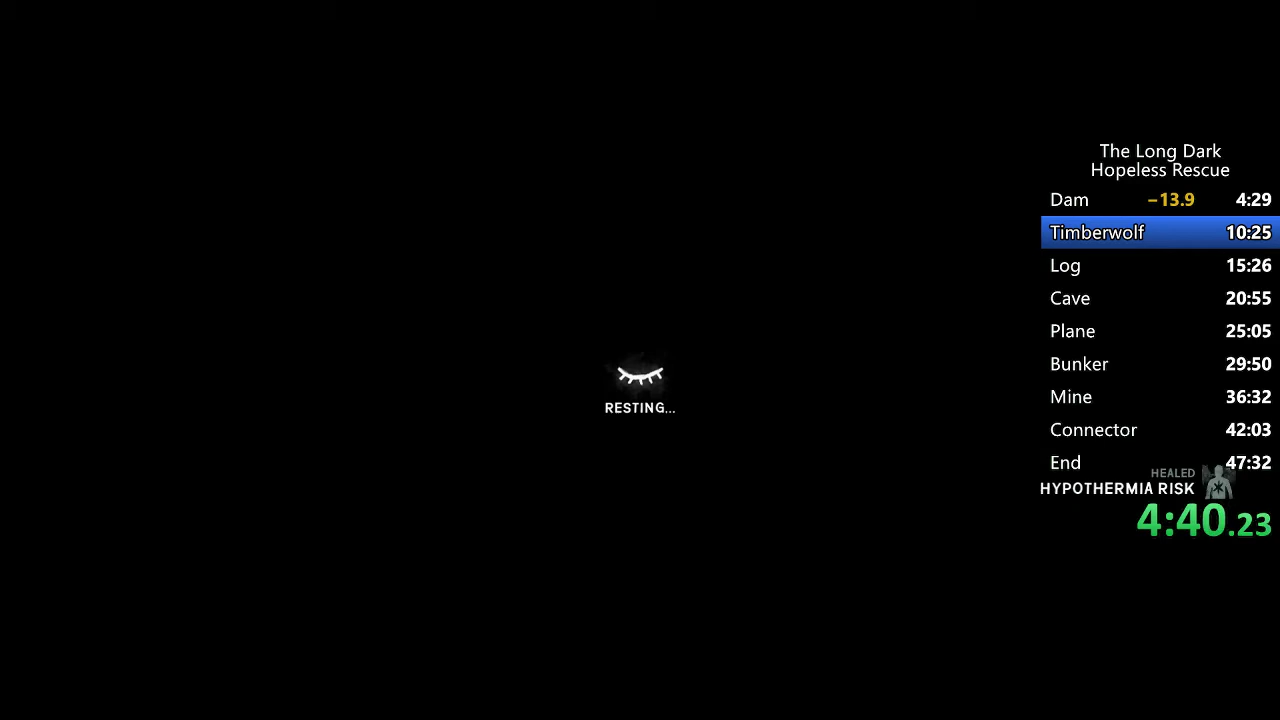 The Long Dark
Hopeless Rescue
Dam −13.9 4:29
Timberwolf 10:25
Log 15:26
Cave 20:55
Plane 25:05
Bunker 29:50
Mine 36:32
Connector 42:03
End 47:32
HEALED
HYPOTHERMIA RISK
4:40.23
RESTING...